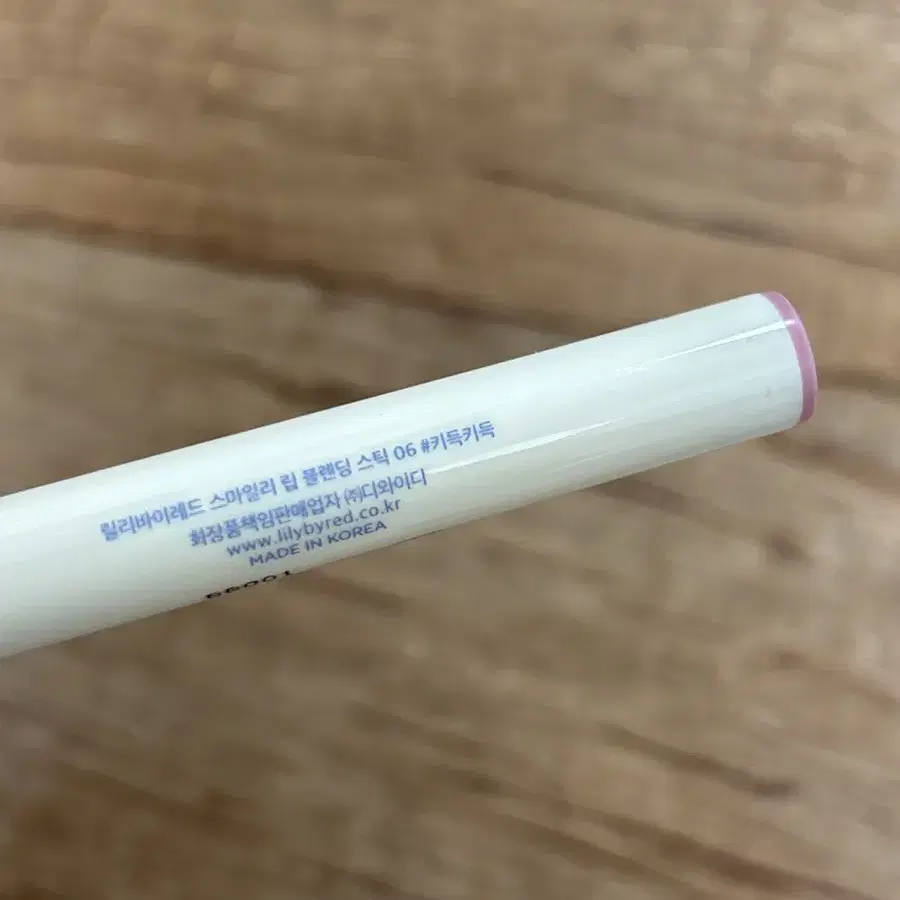 릴리바이레드 스마일리 립 블렌딩 스틱 06 #키득키득
화장품책임판매업자 ㈜디와이디
www.lilybyred.co.kr
MADE IN KOREA